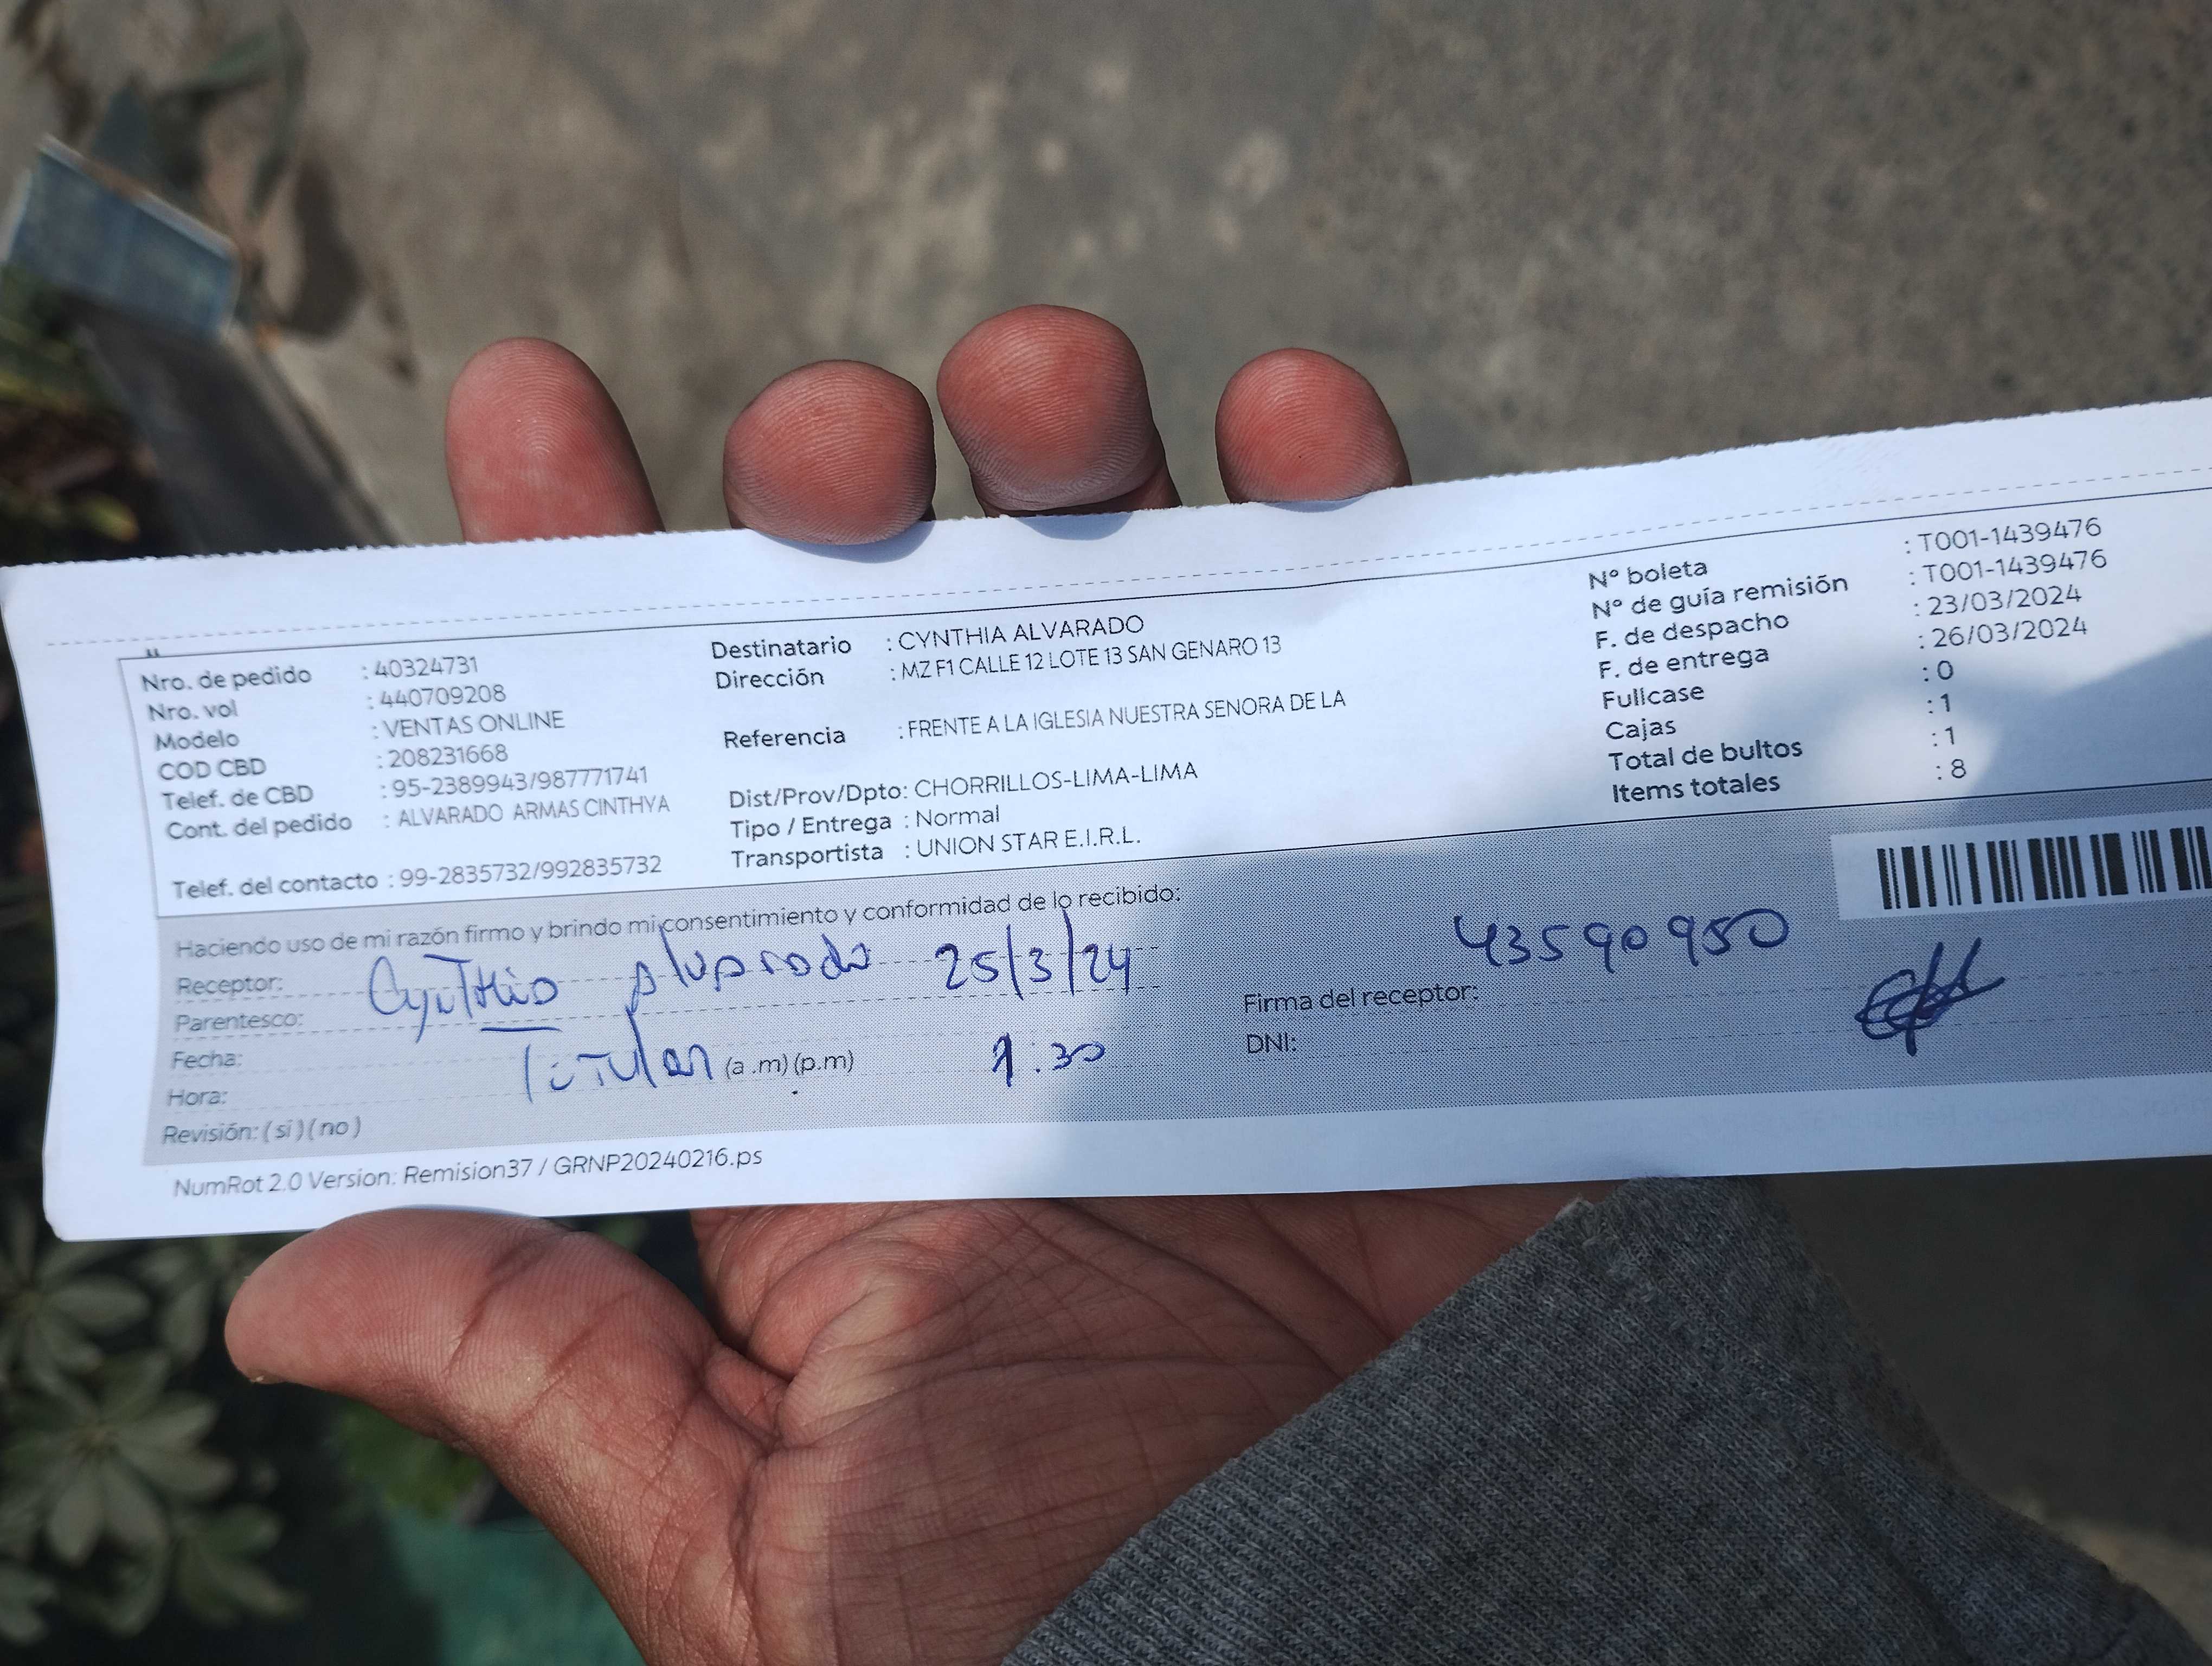 Nro. de pedido : 40324731
Nro. vol : 440709208
Modelo : VENTAS ONLINE
COD CBD : 208231668
Telef. de CBD : 95-2389943/987771741
Cont. del pedido : ALVARADO ARMAS CINTHYA
Telef. del contacto : 99-2835732/992835732
Destinatario : CYNTHIA ALVARADO
Dirección : MZ F1 CALLE 12 LOTE 13 SAN GENARO 13
Referencia : FRENTE A LA IGLESIA NUESTRA SENORA DE LA
Dist/Prov/Dpto: CHORRILLOS-LIMA-LIMA
Tipo / Entrega : Normal
Transportista : UNION STAR E.I.R.L.
N° boleta : T001-1439476
N° de guía remisión : T001-1439476
F. de despacho : 23/03/2024
F. de entrega : 26/03/2024
Fullcase : 0
Cajas : 1
Total de bultos : 1
Items totales : 8
Haciendo uso de mi razón firmo y brindo mi consentimiento y conformidad de lo recibido:
Receptor: Cynthia Alvarado 25/3/24
Parentesco:
Fecha: Titular
Hora: (a .m) (p.m) 1:30
Revisión: ( si ) ( no )
43590950
Firma del receptor:
DNI:
NumRot 2.0 Version: Remision37 / GRNP20240216.ps